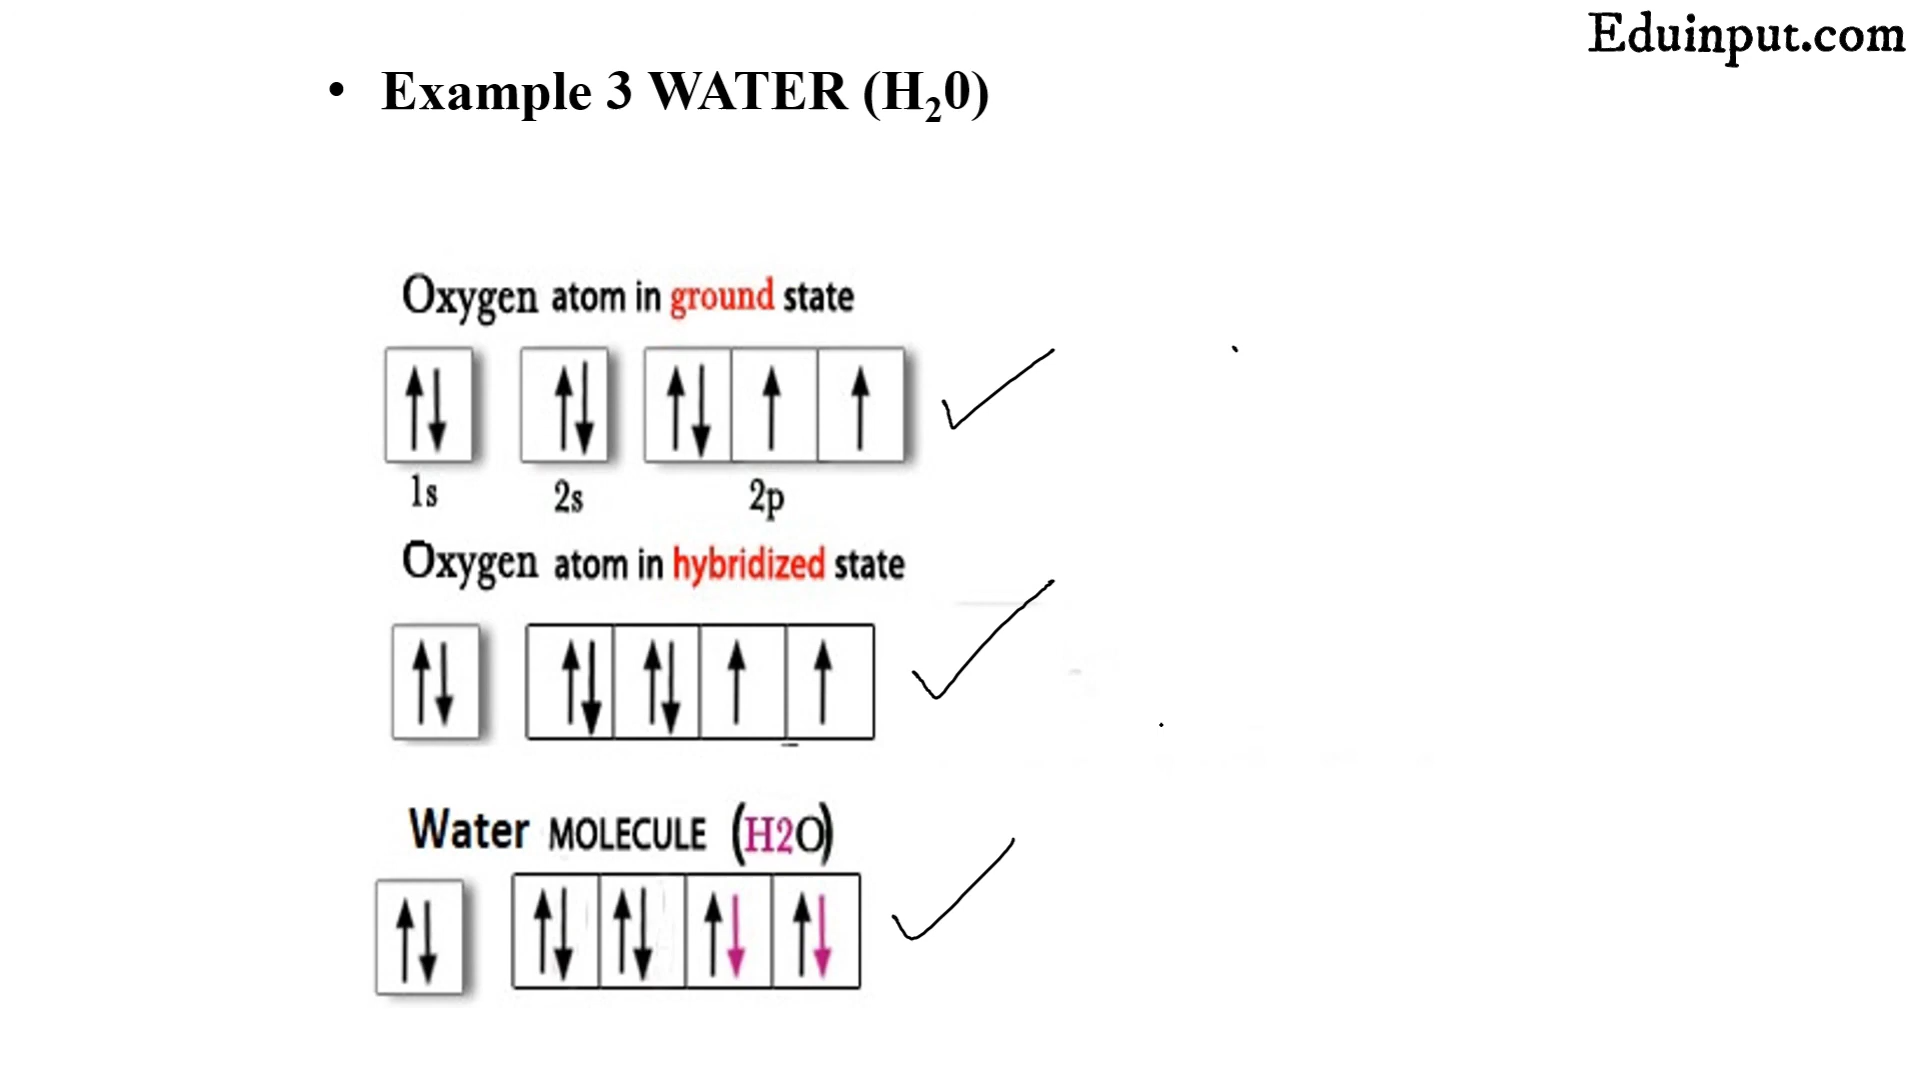 Eduinput.com
• Example 3 WATER (H₂0)
Oxygen atom in ground state
1s 2s 2p
Oxygen atom in hybridized state
Water MOLECULE (H2O)